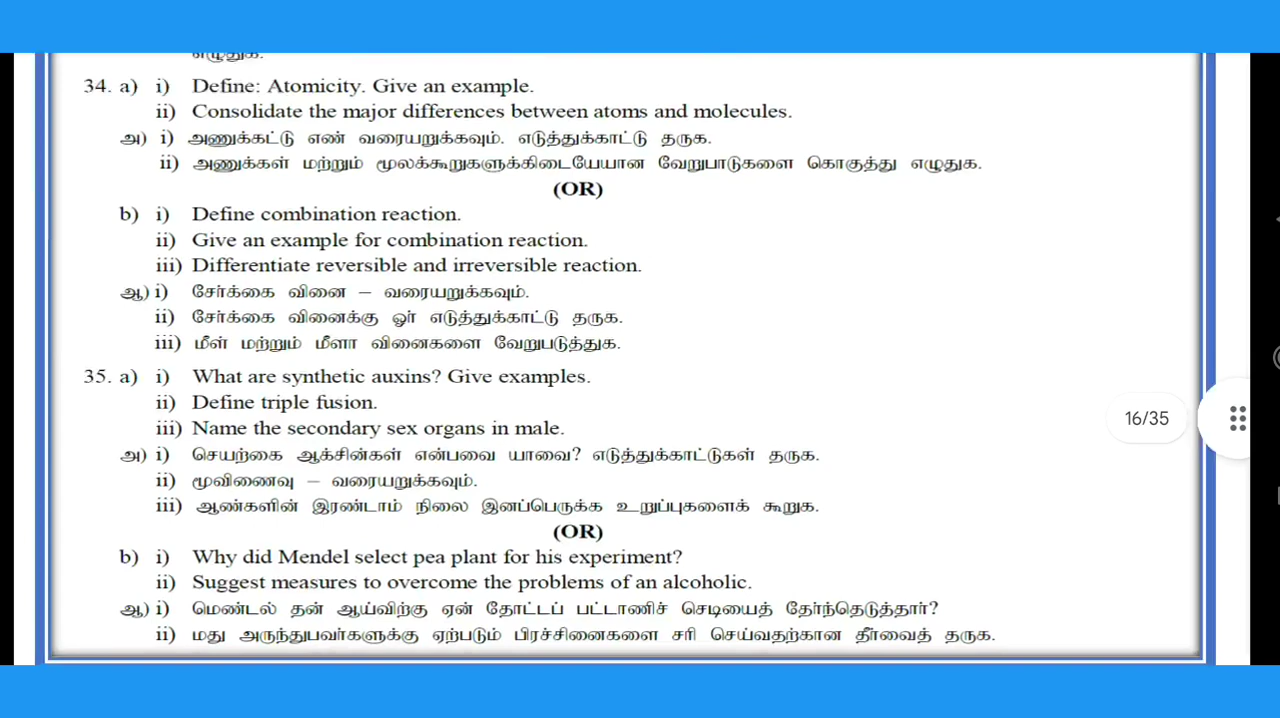 எழுதுக.
34. a) i) Define: Atomicity. Give an example.
ii) Consolidate the major differences between atoms and molecules.
அ) i) அணுக்கட்டு எண் வரையறுக்கவும். எடுத்துக்காட்டு தருக.
ii) அணுக்கள் மற்றும் மூலக்கூறுகளுக்கிடையேயான வேறுபாடுகளை கொகுத்து எழுதுக.
(OR)
b) i) Define combination reaction.
ii) Give an example for combination reaction.
iii) Differentiate reversible and irreversible reaction.
ஆ) i) சேர்க்கை வினை – வரையறுக்கவும்.
ii) சேர்க்கை வினைக்கு ஓர் எடுத்துக்காட்டு தருக.
iii) மீள் மற்றும் மீளா வினைகளை வேறுபடுத்துக.
35. a) i) What are synthetic auxins? Give examples.
ii) Define triple fusion.
iii) Name the secondary sex organs in male.
அ) i) செயற்கை ஆக்சின்கள் என்பவை யாவை? எடுத்துக்காட்டுகள் தருக.
ii) மூவிணைவு – வரையறுக்கவும்.
iii) ஆண்களின் இரண்டாம் நிலை இனப்பெருக்க உறுப்புகளைக் கூறுக.
(OR)
b) i) Why did Mendel select pea plant for his experiment?
ii) Suggest measures to overcome the problems of an alcoholic.
ஆ) i) மெண்டல் தன் ஆய்விற்கு ஏன் தோட்டப் பட்டாணிச் செடியைத் தேர்ந்தெடுத்தார்?
ii) மது அருந்துபவர்களுக்கு ஏற்படும் பிரச்சினைகளை சரி செய்வதற்கான தீர்வைத் தருக.
16/35